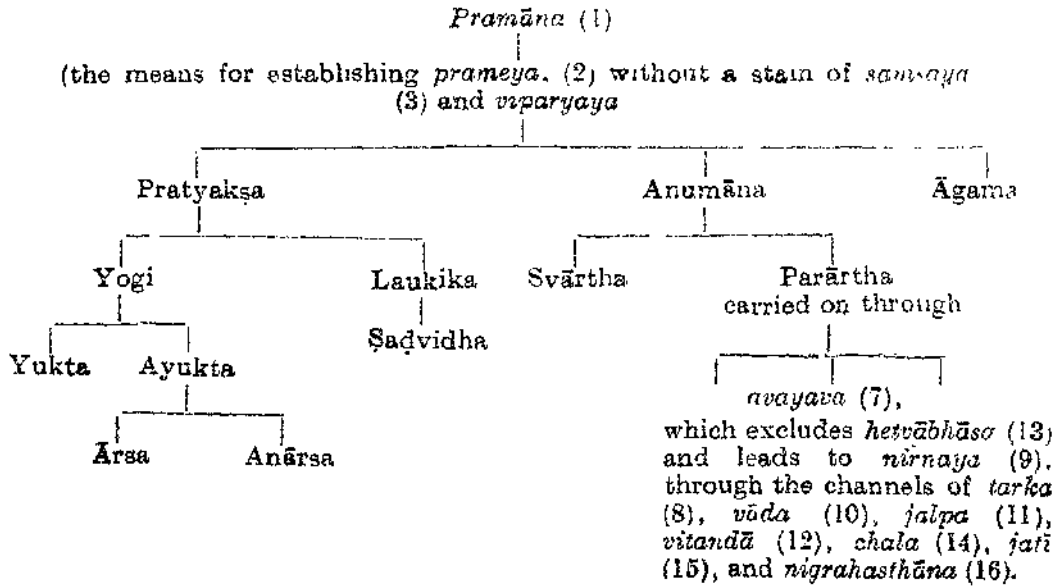 Pramāna (1)
(the means for establishing prameya, (2) without a stain of samsaya
(3) and viparyaya
Pratyakṣa Anumāna Āgama
Yogi Laukika Svārtha Parārtha
carried on through
Ṣaḍvidha
Yukta Ayukta
avayava (7),
Ārsa Anārsa
which excludes hetvābhāsa (13)
and leads to nirnaya (9),
through the channels of tarka
(8), vāda (10), jalpa (11),
vitandā (12), chala (14), jati
(15), and nigrahasthāna (16).